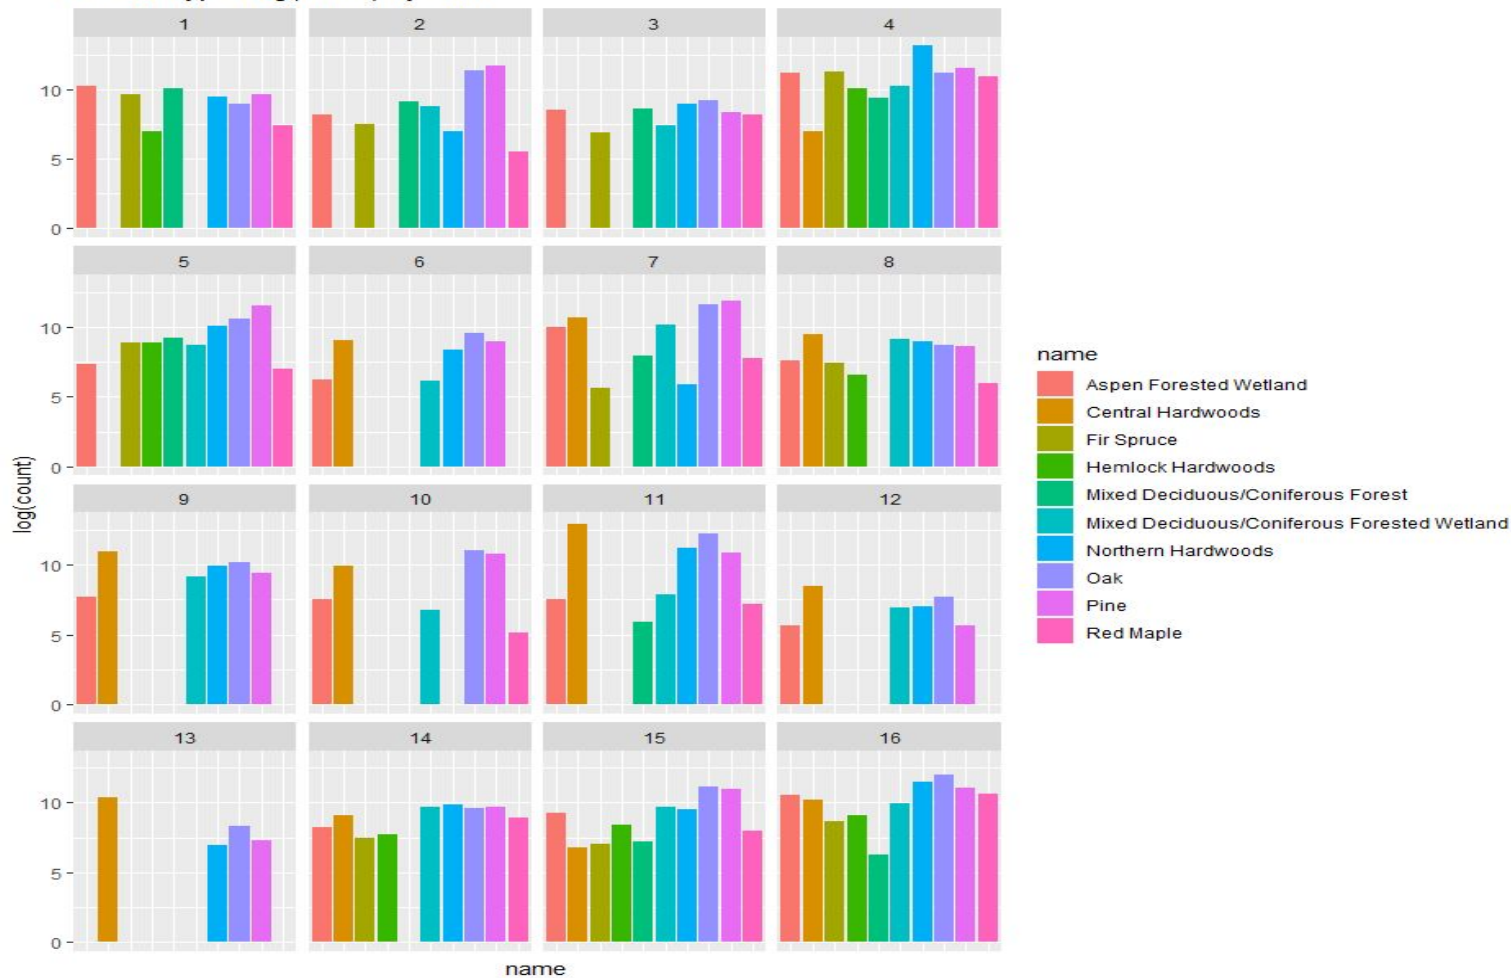 1 2 3 4
10
5
0
5 6 7 8
10
5
0
9 10 11 12
10
5
0
13 14 15 16
10
5
0
log(count)
name
name
Aspen Forested Wetland
Central Hardwoods
Fir Spruce
Hemlock Hardwoods
Mixed Deciduous/Coniferous Forest
Mixed Deciduous/Coniferous Forested Wetland
Northern Hardwoods
Oak
Pine
Red Maple